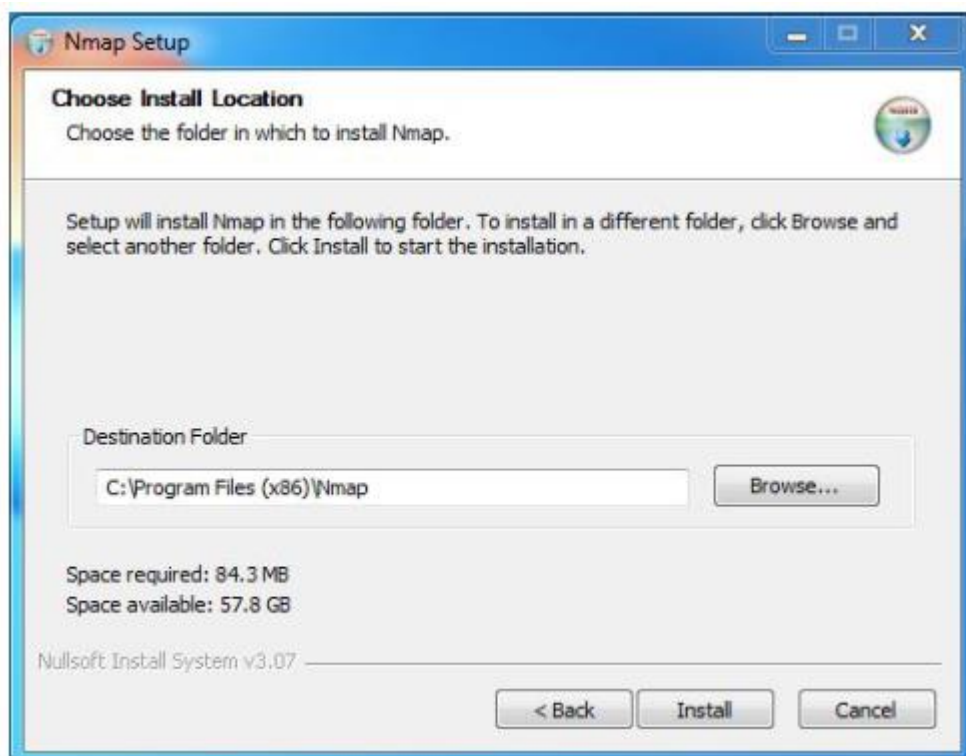 Nmap Setup
Choose Install Location
Choose the folder in which to install Nmap.
Setup will install Nmap in the following folder. To install in a different folder, click Browse and
select another folder. Click Install to start the installation.
Destination Folder
C:\Program Files (x86)\Nmap
Browse...
Space required: 84.3 MB
Space available: 57.8 GB
Nullsoft Install System v3.07
< Back
Install
Cancel